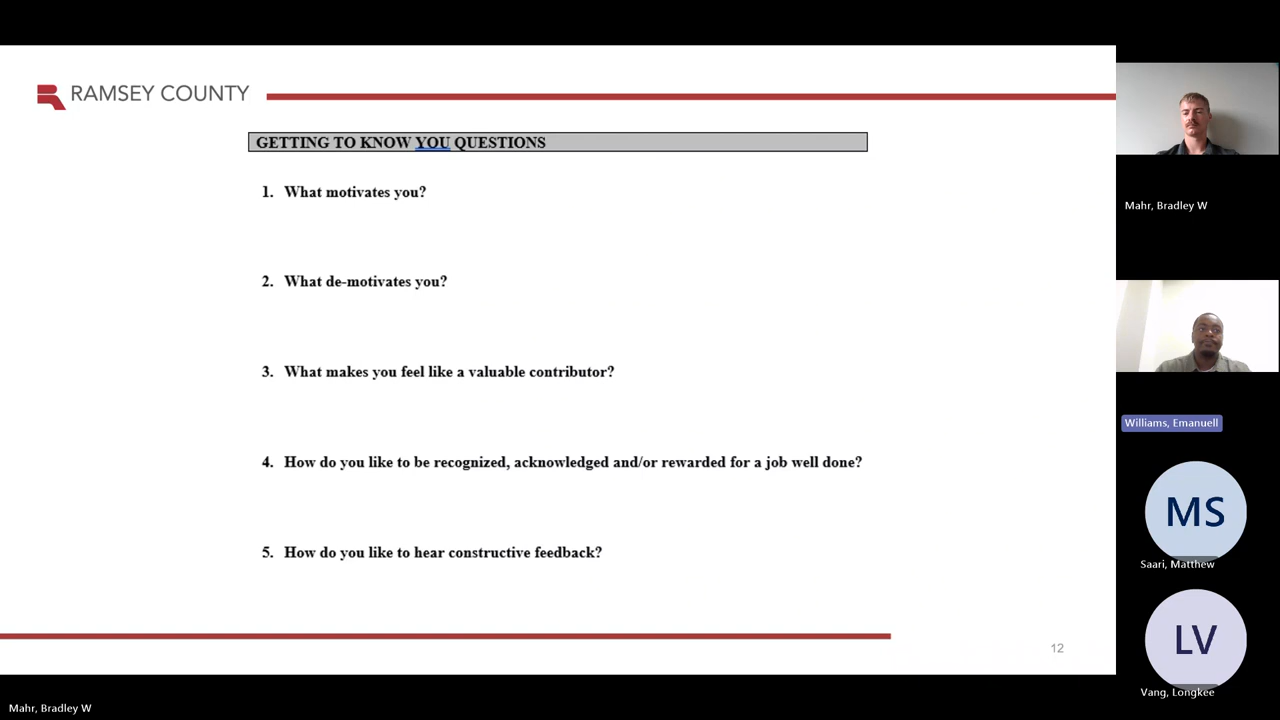 RAMSEY COUNTY
GETTING TO KNOW YOU QUESTIONS
1. What motivates you?
2. What de-motivates you?
3. What makes you feel like a valuable contributor?
4. How do you like to be recognized, acknowledged and/or rewarded for a job well done?
5. How do you like to hear constructive feedback?
12
Mahr, Bradley W
Williams, Emanuell
MS
Saari, Matthew
LV
Vang, Longkee
Mahr, Bradley W